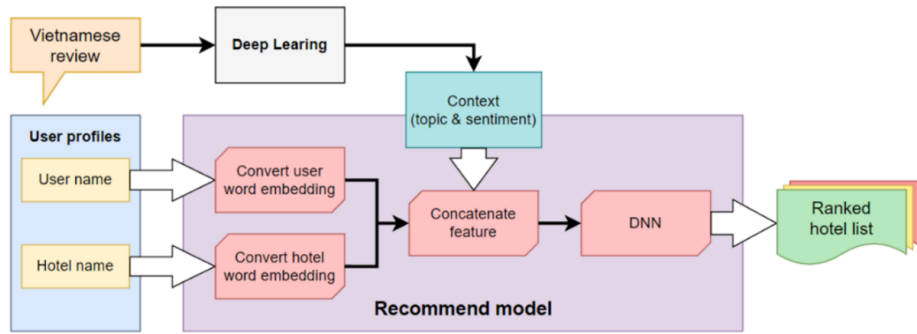 Vietnamese
review
Deep Learing
Context
(topic & sentiment)
User profiles
User name
Convert user
word embedding
Concatenate
feature
DNN
Ranked
hotel list
Hotel name
Convert hotel
word embedding
Recommend model